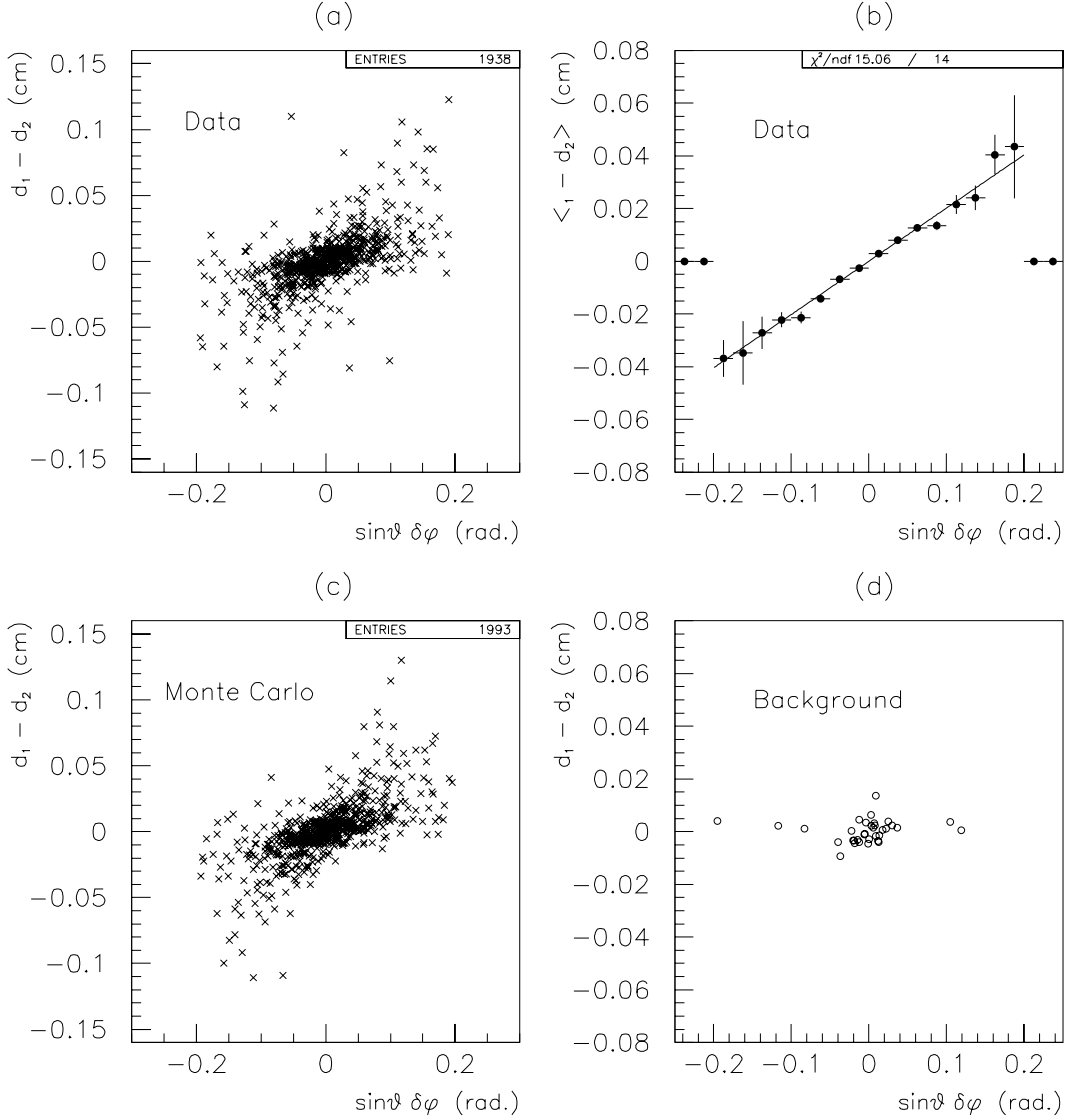 (a)
d₁ − d₂ (cm)
ENTRIES 1938
Data
0.15
0.1
0.05
0
−0.05
−0.1
−0.15
−0.2 0 0.2
sinϑ δφ (rad.)
(b)
<₁ − d₂> (cm)
χ²/ndf 15.06 / 14
Data
0.08
0.06
0.04
0.02
0
−0.02
−0.04
−0.06
−0.08
−0.2 −0.1 0 0.1 0.2
sinϑ δφ (rad.)
(c)
d₁ − d₂ (cm)
ENTRIES 1993
Monte Carlo
0.15
0.1
0.05
0
−0.05
−0.1
−0.15
−0.2 0 0.2
sinϑ δφ (rad.)
(d)
d₁ − d₂ (cm)
Background
0.08
0.06
0.04
0.02
0
−0.02
−0.04
−0.06
−0.08
−0.2 −0.1 0 0.1 0.2
sinϑ δφ (rad.)